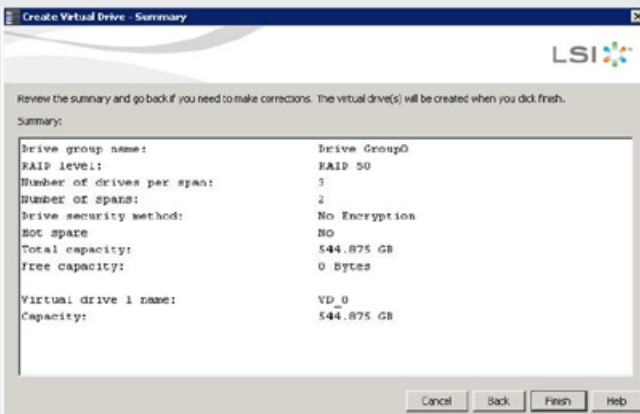 Create Virtual Drive - Summary
LSI
Review the summary and go back if you need to make corrections. The virtual drive(s) will be created when you click finish.
Summary:
Drive group name: Drive Group0
RAID level: RAID 50
Number of drives per span: 3
Number of spans: 2
Drive security method: No Encryption
Hot spare NO
Total capacity: 544.875 GB
Free capacity: 0 Bytes
Virtual drive 1 name: VD_0
Capacity: 544.875 GB
Cancel Back Finish Help